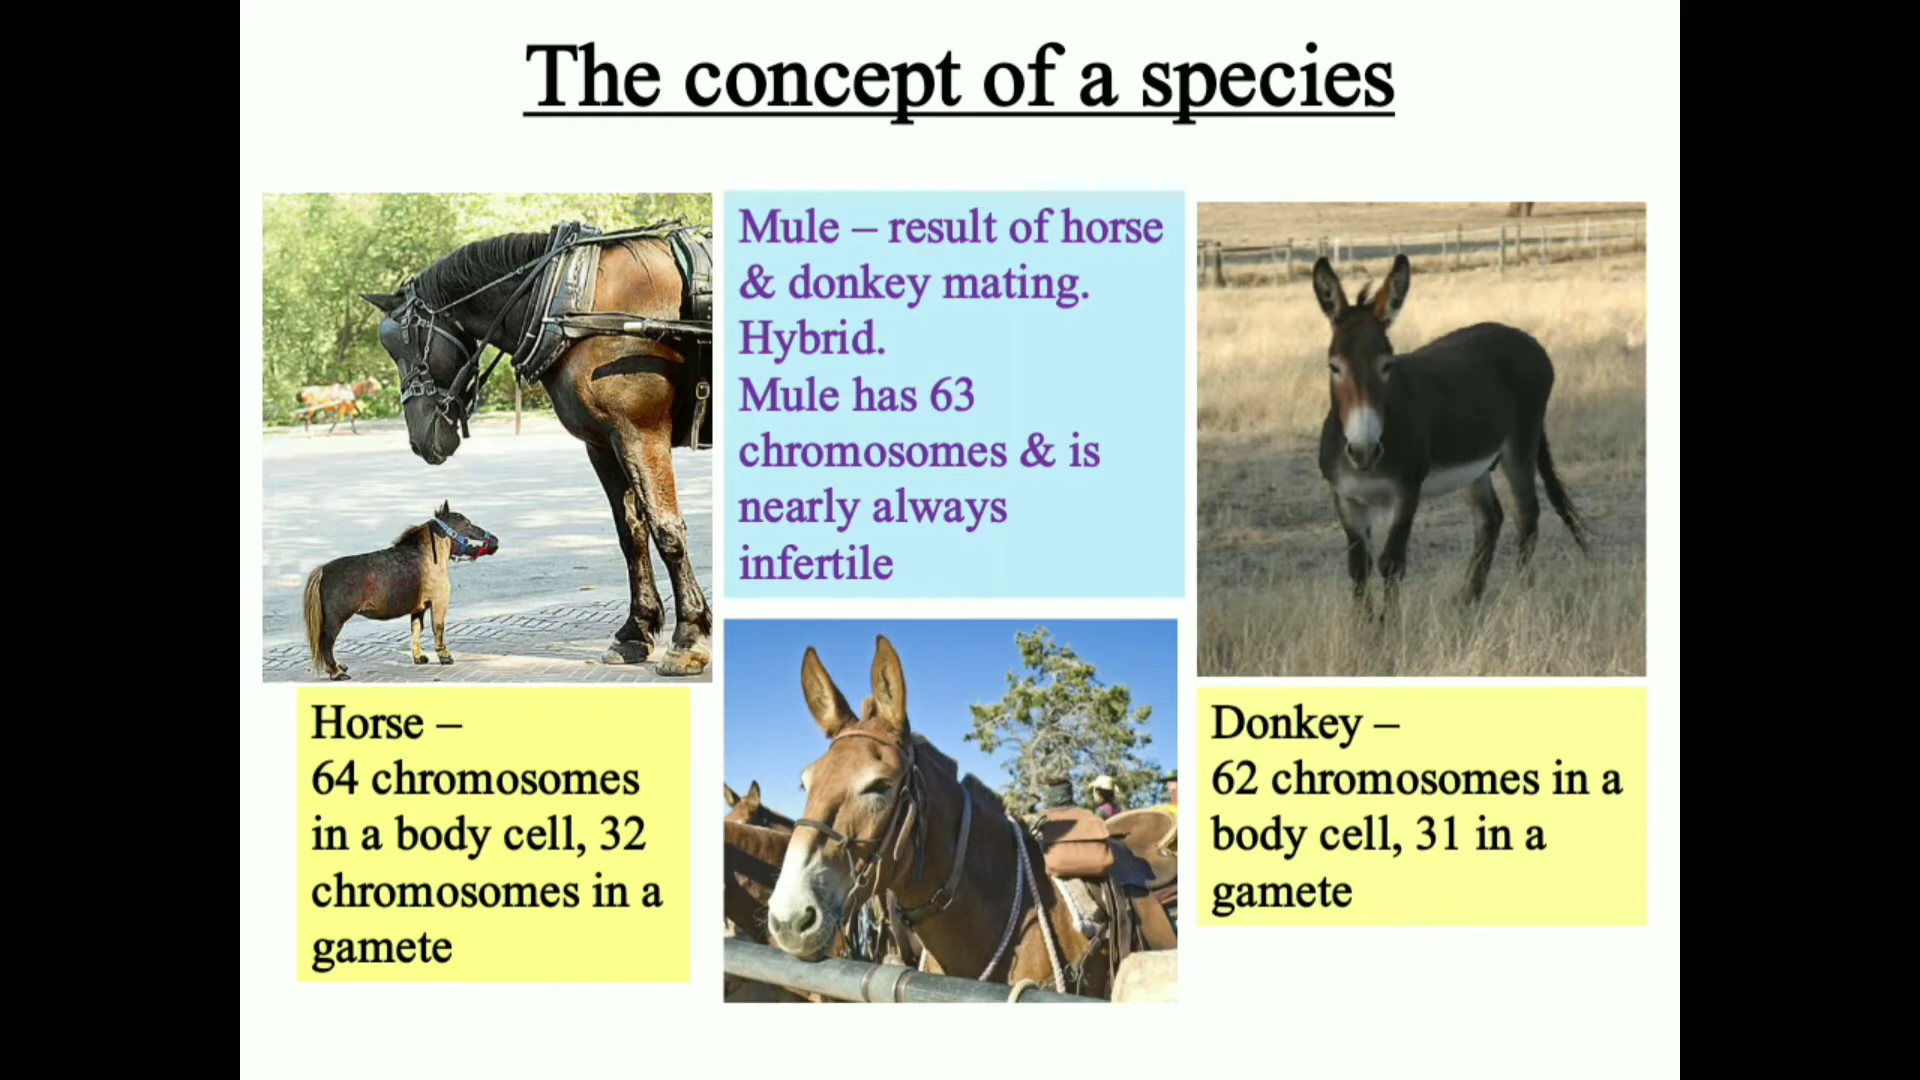 The concept of a species
Mule – result of horse
& donkey mating.
Hybrid.
Mule has 63
chromosomes & is
nearly always
infertile
Horse –
64 chromosomes
in a body cell, 32
chromosomes in a
gamete
Donkey –
62 chromosomes in a
body cell, 31 in a
gamete